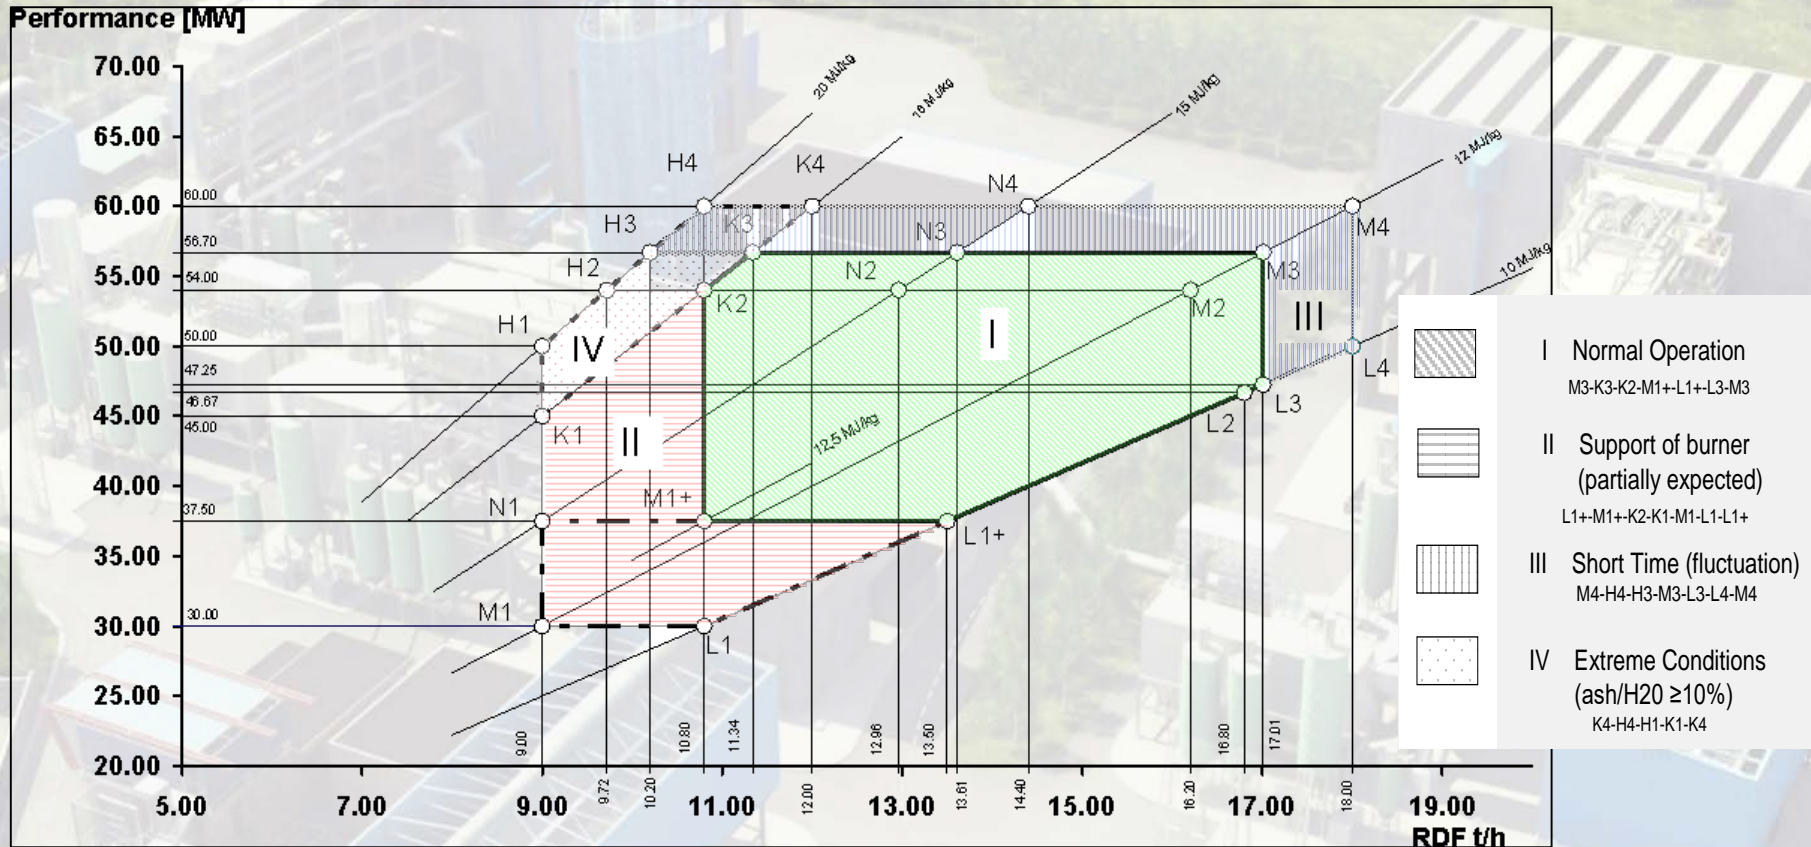 Performance [MW]
70.00
65.00
60.00
55.00
50.00
45.00
40.00
35.00
30.00
25.00
20.00
60.00
56.70
54.00
50.00
47.25
46.67
45.00
37.50
30.00
20 MJ/kg
15 MJ/kg
12 MJ/kg
10 MJ/kg
12,5 MJ/kg
H4
K4
N4
M4
H3
K3
N3
M3
H2
K2
N2
M2
H1
K1
N1
M1+
M1
L1
L1+
L2
L3
L4
I
II
III
IV
9.00
9.72
10.20
10.80
11.34
12.00
12.96
13.50
13.61
14.40
16.20
16.80
17.01
18.00
5.00 7.00 9.00 11.00 13.00 15.00 17.00 19.00
RDF t/h
I Normal Operation
M3-K3-K2-M1+-L1+-L3-M3
II Support of burner
(partially expected)
L1+-M1+-K2-K1-M1-L1-L1+
III Short Time (fluctuation)
M4-H4-H3-M3-L3-L4-M4
IV Extreme Conditions
(ash/H20 ≥10%)
K4-H4-H1-K1-K4